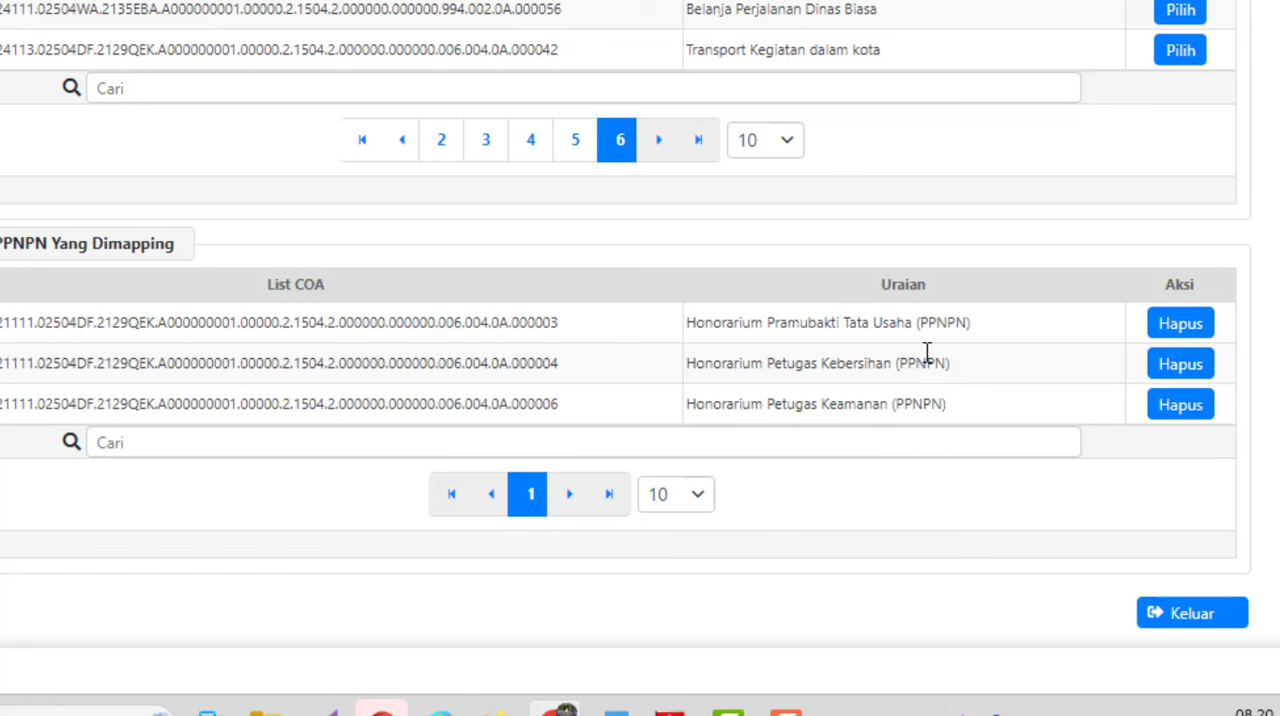 24111.02504WA.2135EBA.A000000001.00000.2.1504.2.000000.000000.994.002.0A.000056 Belanja Perjalanan Dinas Biasa Pilih
24113.02504DF.2129QEK.A000000001.00000.2.1504.2.000000.000000.006.004.0A.000042 Transport Kegiatan dalam kota Pilih
Cari
2 3 4 5 6 10
PPNPN Yang Dimapping
List COA Uraian Aksi
21111.02504DF.2129QEK.A000000001.00000.2.1504.2.000000.000000.006.004.0A.000003 Honorarium Pramubakti Tata Usaha (PPNPN) Hapus
21111.02504DF.2129QEK.A000000001.00000.2.1504.2.000000.000000.006.004.0A.000004 Honorarium Petugas Kebersihan (PPNPN) Hapus
21111.02504DF.2129QEK.A000000001.00000.2.1504.2.000000.000000.006.004.0A.000006 Honorarium Petugas Keamanan (PPNPN) Hapus
Cari
1 10
Keluar
08.20